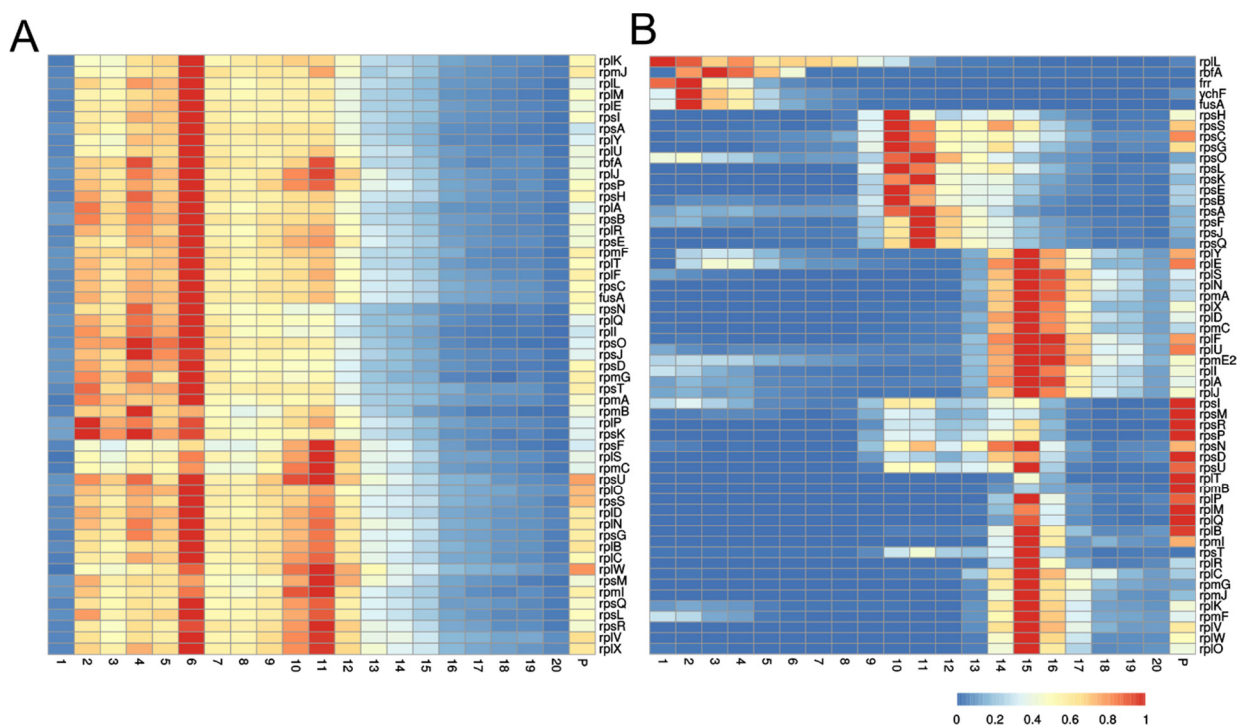 A
B
rplK
rpmJ
rplL
rplM
rplE
rpsI
rpsA
rplY
rplU
rbfA
rplJ
rpsP
rpsH
rplA
rpsB
rplR
rpsE
rpmF
rplT
rplF
rpsC
fusA
rpsN
rplQ
rplI
rpsO
rpsJ
rpsD
rpmG
rpsT
rpmA
rpmB
rplP
rpsK
rpsF
rplS
rpmC
rpsU
rplO
rpsS
rplD
rplN
rpsG
rplB
rplC
rplW
rpsM
rpmI
rpsQ
rpsL
rpsR
rplV
rplX
1 2 3 4 5 6 7 8 9 10 11 12 13 14 15 16 17 18 19 20 P
rplL
rbfA
frr
ychF
fusA
rpsH
rpsS
rpsC
rpsG
rpsO
rpsL
rpsK
rpsE
rpsB
rpsA
rpsF
rpsJ
rpsQ
rplY
rplE
rplS
rplN
rpmA
rplX
rplD
rpmC
rplF
rplU
rpmE2
rplI
rplA
rplJ
rpsI
rpsM
rpsR
rpsP
rpsN
rpsD
rpsU
rplT
rpmB
rplP
rplM
rplQ
rplB
rpmI
rpsT
rplR
rplC
rpmG
rpmJ
rplK
rpmF
rplV
rplW
rplO
1 2 3 4 5 6 7 8 9 10 11 12 13 14 15 16 17 18 19 20 P
0 0.2 0.4 0.6 0.8 1